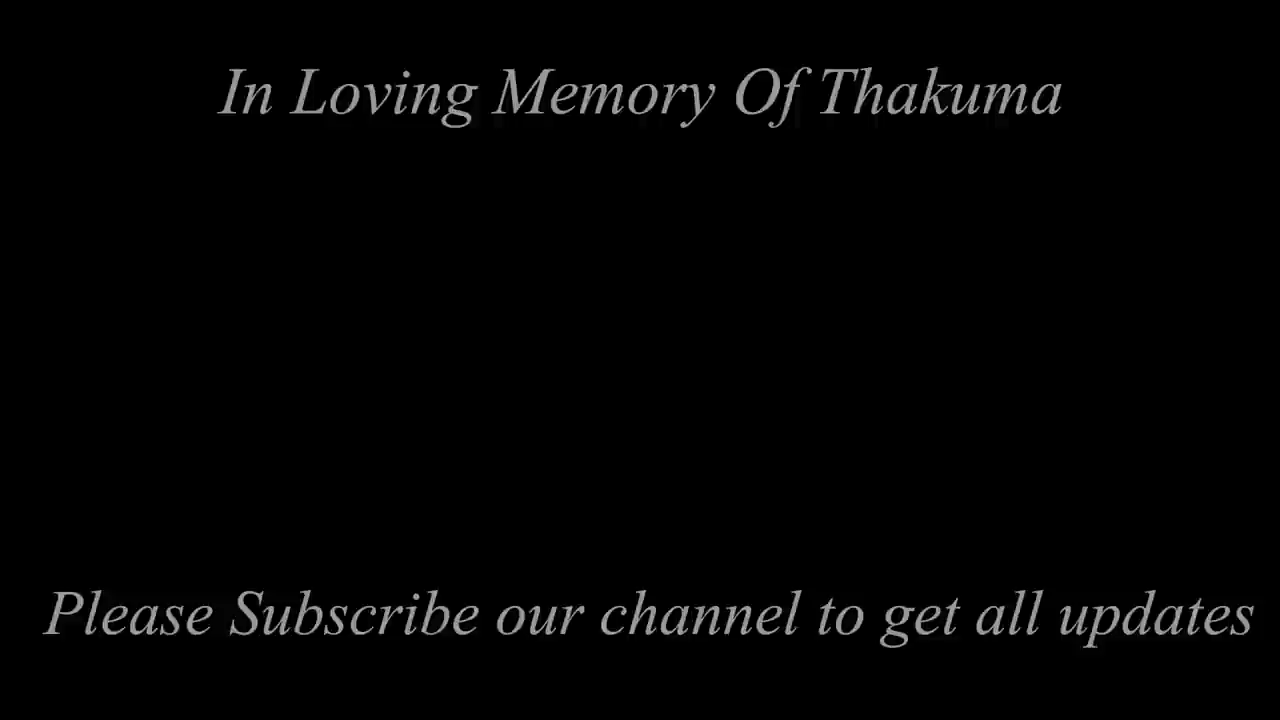 In Loving Memory Of Thakuma
Please Subscribe our channel to get all updates